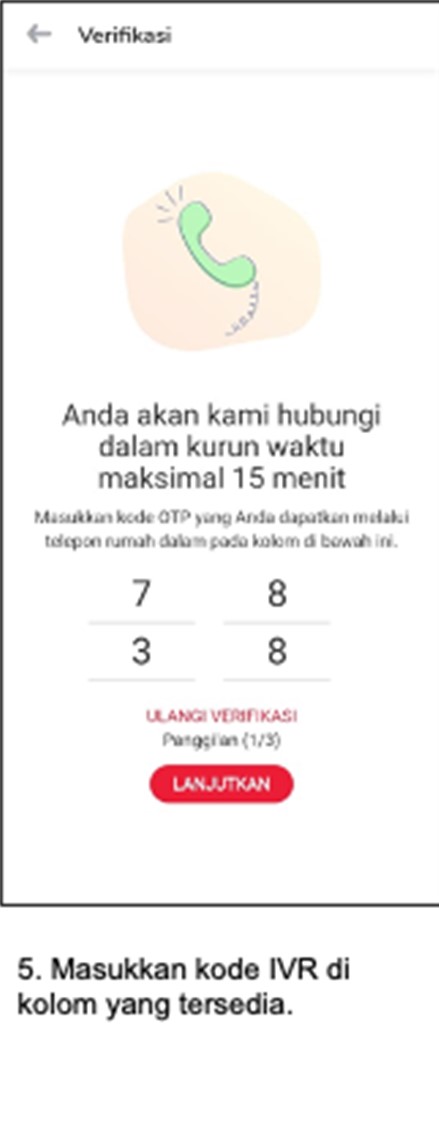 Verifikasi
Anda akan kami hubungi
dalam kurun waktu
maksimal 15 menit
Masukkan kode OTP yang Anda dapatkan melalui
telepon rumah dalam pada kolom di bawah ini.
7 8
3 8
ULANGI VERIFIKASI
Panggilan (1/3)
LANJUTKAN
5. Masukkan kode IVR di
kolom yang tersedia.